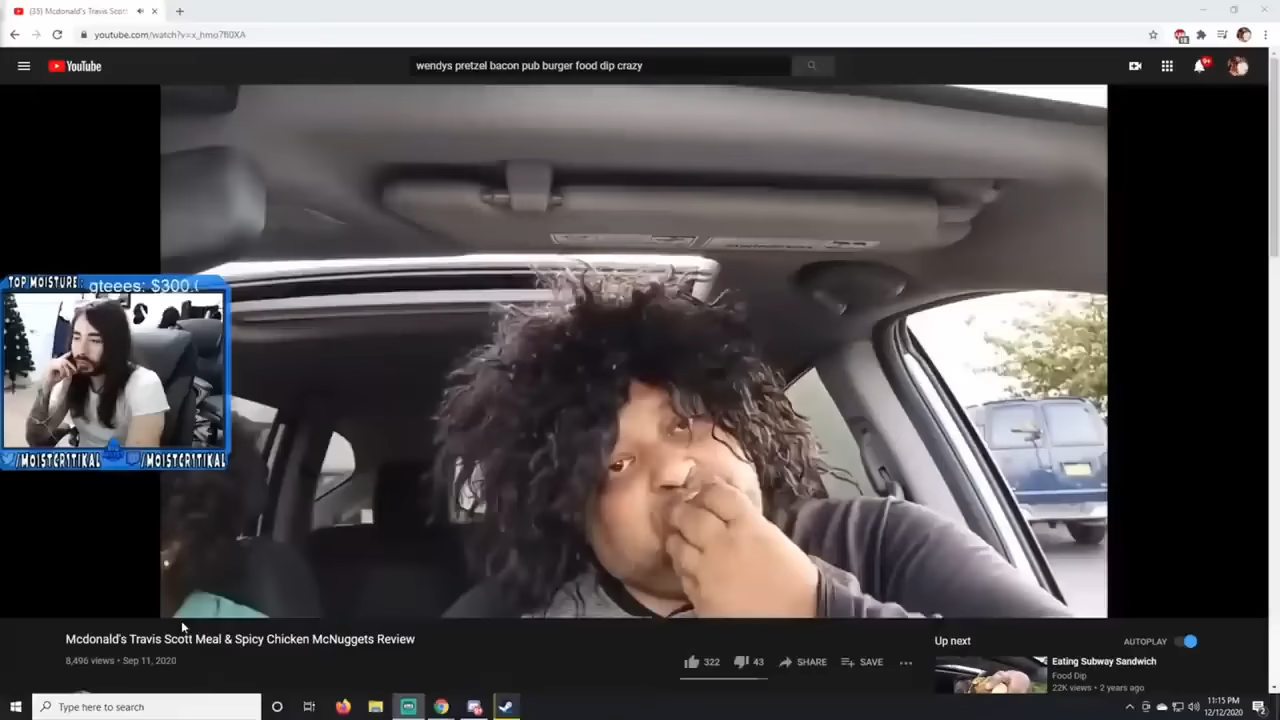 (35) Mcdonald's Travis Scot
youtube.com/watch?v=x_hmo7fl0XA
YouTube
wendys pretzel bacon pub burger food dip crazy
9+
TOP MOISTURE:
gteees: $300.(
/MOISTCR1TIKAL
/MOISTCR1TIKAL
Mcdonald's Travis Scott Meal & Spicy Chicken McNuggets Review
8,496 views • Sep 11, 2020
322
43
SHARE
SAVE
Up next
AUTOPLAY
Eating Subway Sandwich
Food Dip
22K views • 2 years ago
Type here to search
11:15 PM
12/12/2020
2